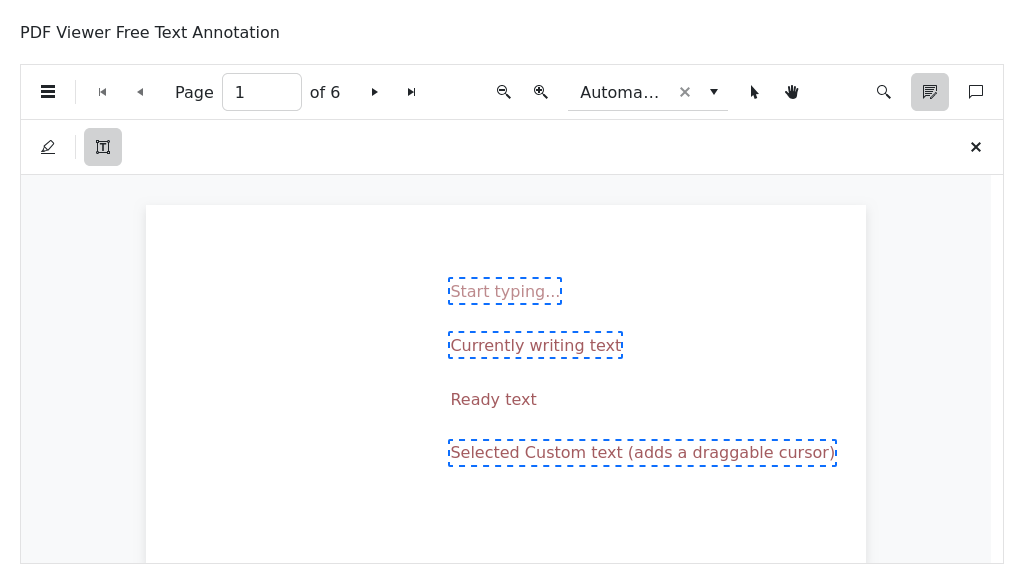 PDF Viewer Free Text Annotation
Page 1 of 6 Automa...
Start typing...
Currently writing text
Ready text
Selected Custom text (adds a draggable cursor)